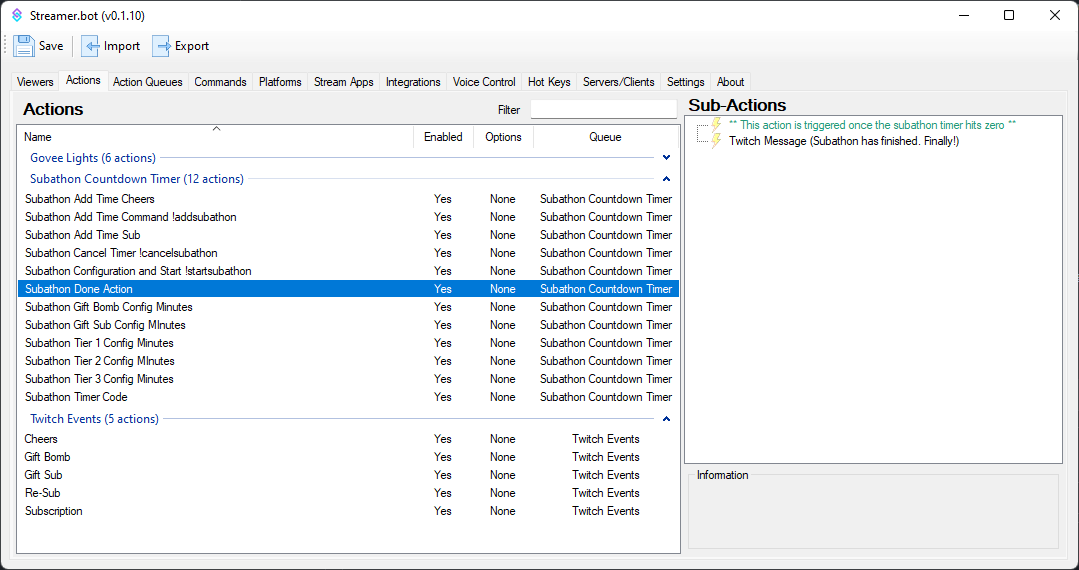 Streamer.bot (v0.1.10)
Save Import Export
Viewers Actions Action Queues Commands Platforms Stream Apps Integrations Voice Control Hot Keys Servers/Clients Settings About
Actions Filter
Name Enabled Options Queue
Govee Lights (6 actions)
Subathon Countdown Timer (12 actions)
Subathon Add Time Cheers Yes None Subathon Countdown Timer
Subathon Add Time Command !addsubathon Yes None Subathon Countdown Timer
Subathon Add Time Sub Yes None Subathon Countdown Timer
Subathon Cancel Timer !cancelsubathon Yes None Subathon Countdown Timer
Subathon Configuration and Start !startsubathon Yes None Subathon Countdown Timer
Subathon Done Action Yes None Subathon Countdown Timer
Subathon Gift Bomb Config Minutes Yes None Subathon Countdown Timer
Subathon Gift Sub Config MInutes Yes None Subathon Countdown Timer
Subathon Tier 1 Config Minutes Yes None Subathon Countdown Timer
Subathon Tier 2 Config MInutes Yes None Subathon Countdown Timer
Subathon Tier 3 Config Minutes Yes None Subathon Countdown Timer
Subathon Timer Code Yes None Subathon Countdown Timer
Twitch Events (5 actions)
Cheers Yes None Twitch Events
Gift Bomb Yes None Twitch Events
Gift Sub Yes None Twitch Events
Re-Sub Yes None Twitch Events
Subscription Yes None Twitch Events
Sub-Actions
** This action is triggered once the subathon timer hits zero **
Twitch Message (Subathon has finished. Finally!)
Information